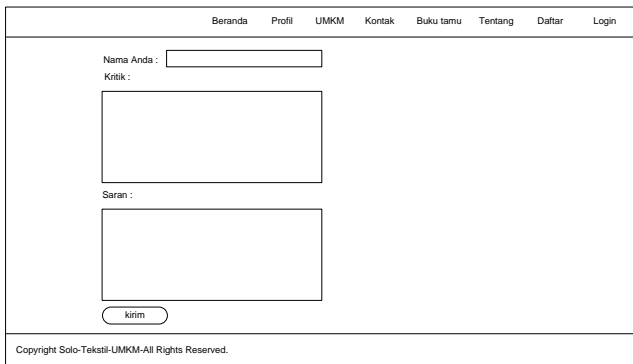 Beranda Profil UMKM Kontak Buku tamu Tentang Daftar Login
Nama Anda :
Kritik :
Saran :
kirim
Copyright Solo-Tekstil-UMKM-All Rights Reserved.